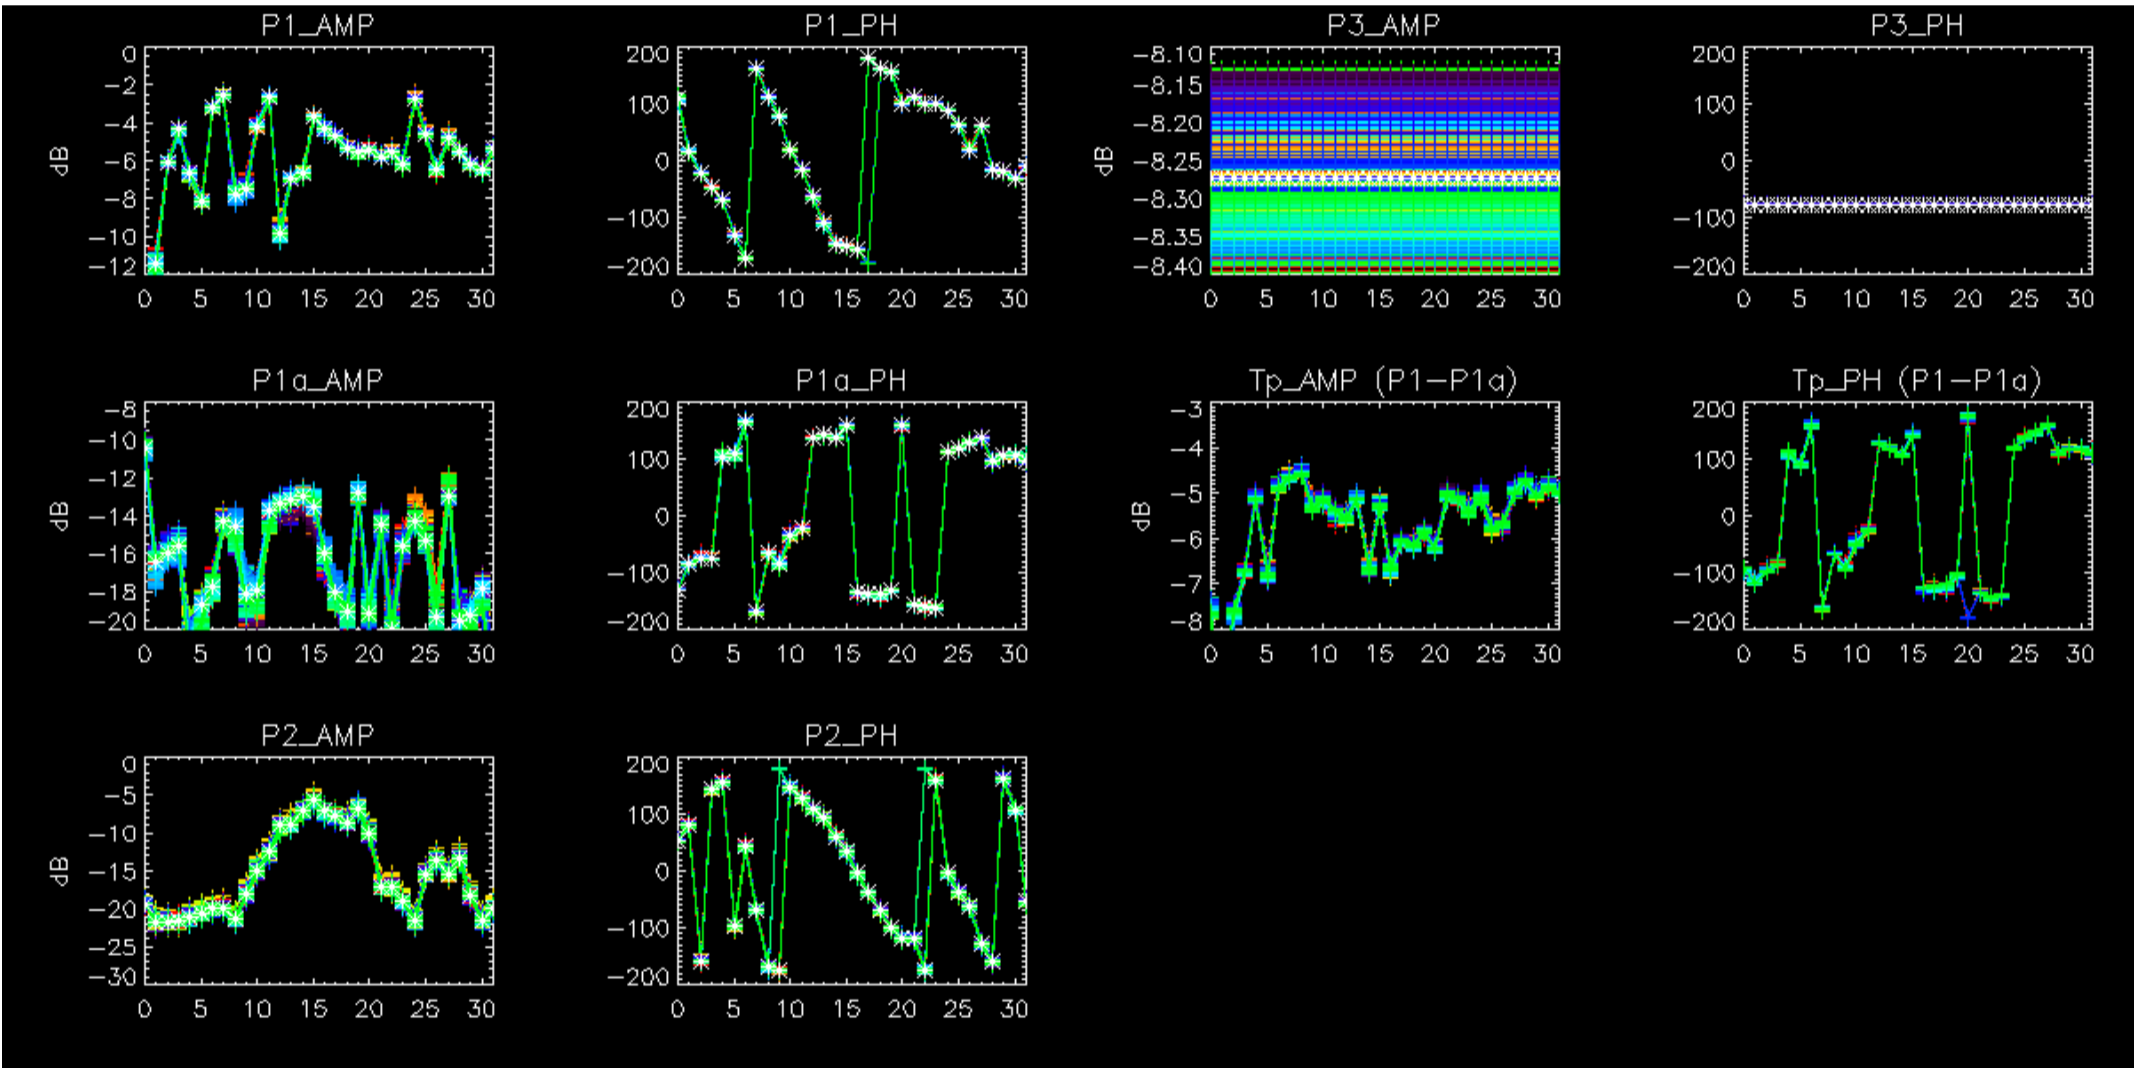 P1_AMP
dB
0
−2
−4
−6
−8
−10
−12
0 5 10 15 20 25 30
P1_PH
200
100
0
−100
−200
0 5 10 15 20 25 30
P3_AMP
dB
−8.10
−8.15
−8.20
−8.25
−8.30
−8.35
−8.40
0 5 10 15 20 25 30
P3_PH
200
100
0
−100
−200
0 5 10 15 20 25 30
P1a_AMP
dB
−8
−10
−12
−14
−16
−18
−20
0 5 10 15 20 25 30
P1a_PH
200
100
0
−100
−200
0 5 10 15 20 25 30
Tp_AMP (P1−P1a)
dB
−3
−4
−5
−6
−7
−8
0 5 10 15 20 25 30
Tp_PH (P1−P1a)
200
100
0
−100
−200
0 5 10 15 20 25 30
P2_AMP
dB
0
−5
−10
−15
−20
−25
−30
0 5 10 15 20 25 30
P2_PH
200
100
0
−100
−200
0 5 10 15 20 25 30